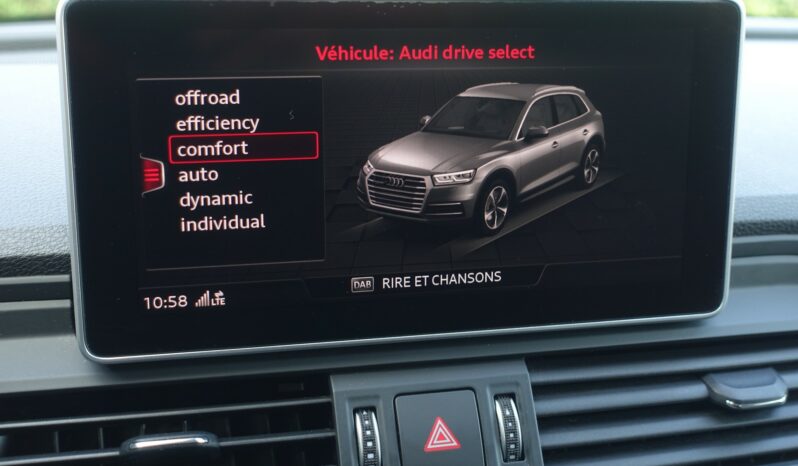 Véhicule: Audi drive select
offroad
efficiency
comfort
auto
dynamic
individual
DAB RIRE ET CHANSONS
10:58 LTE